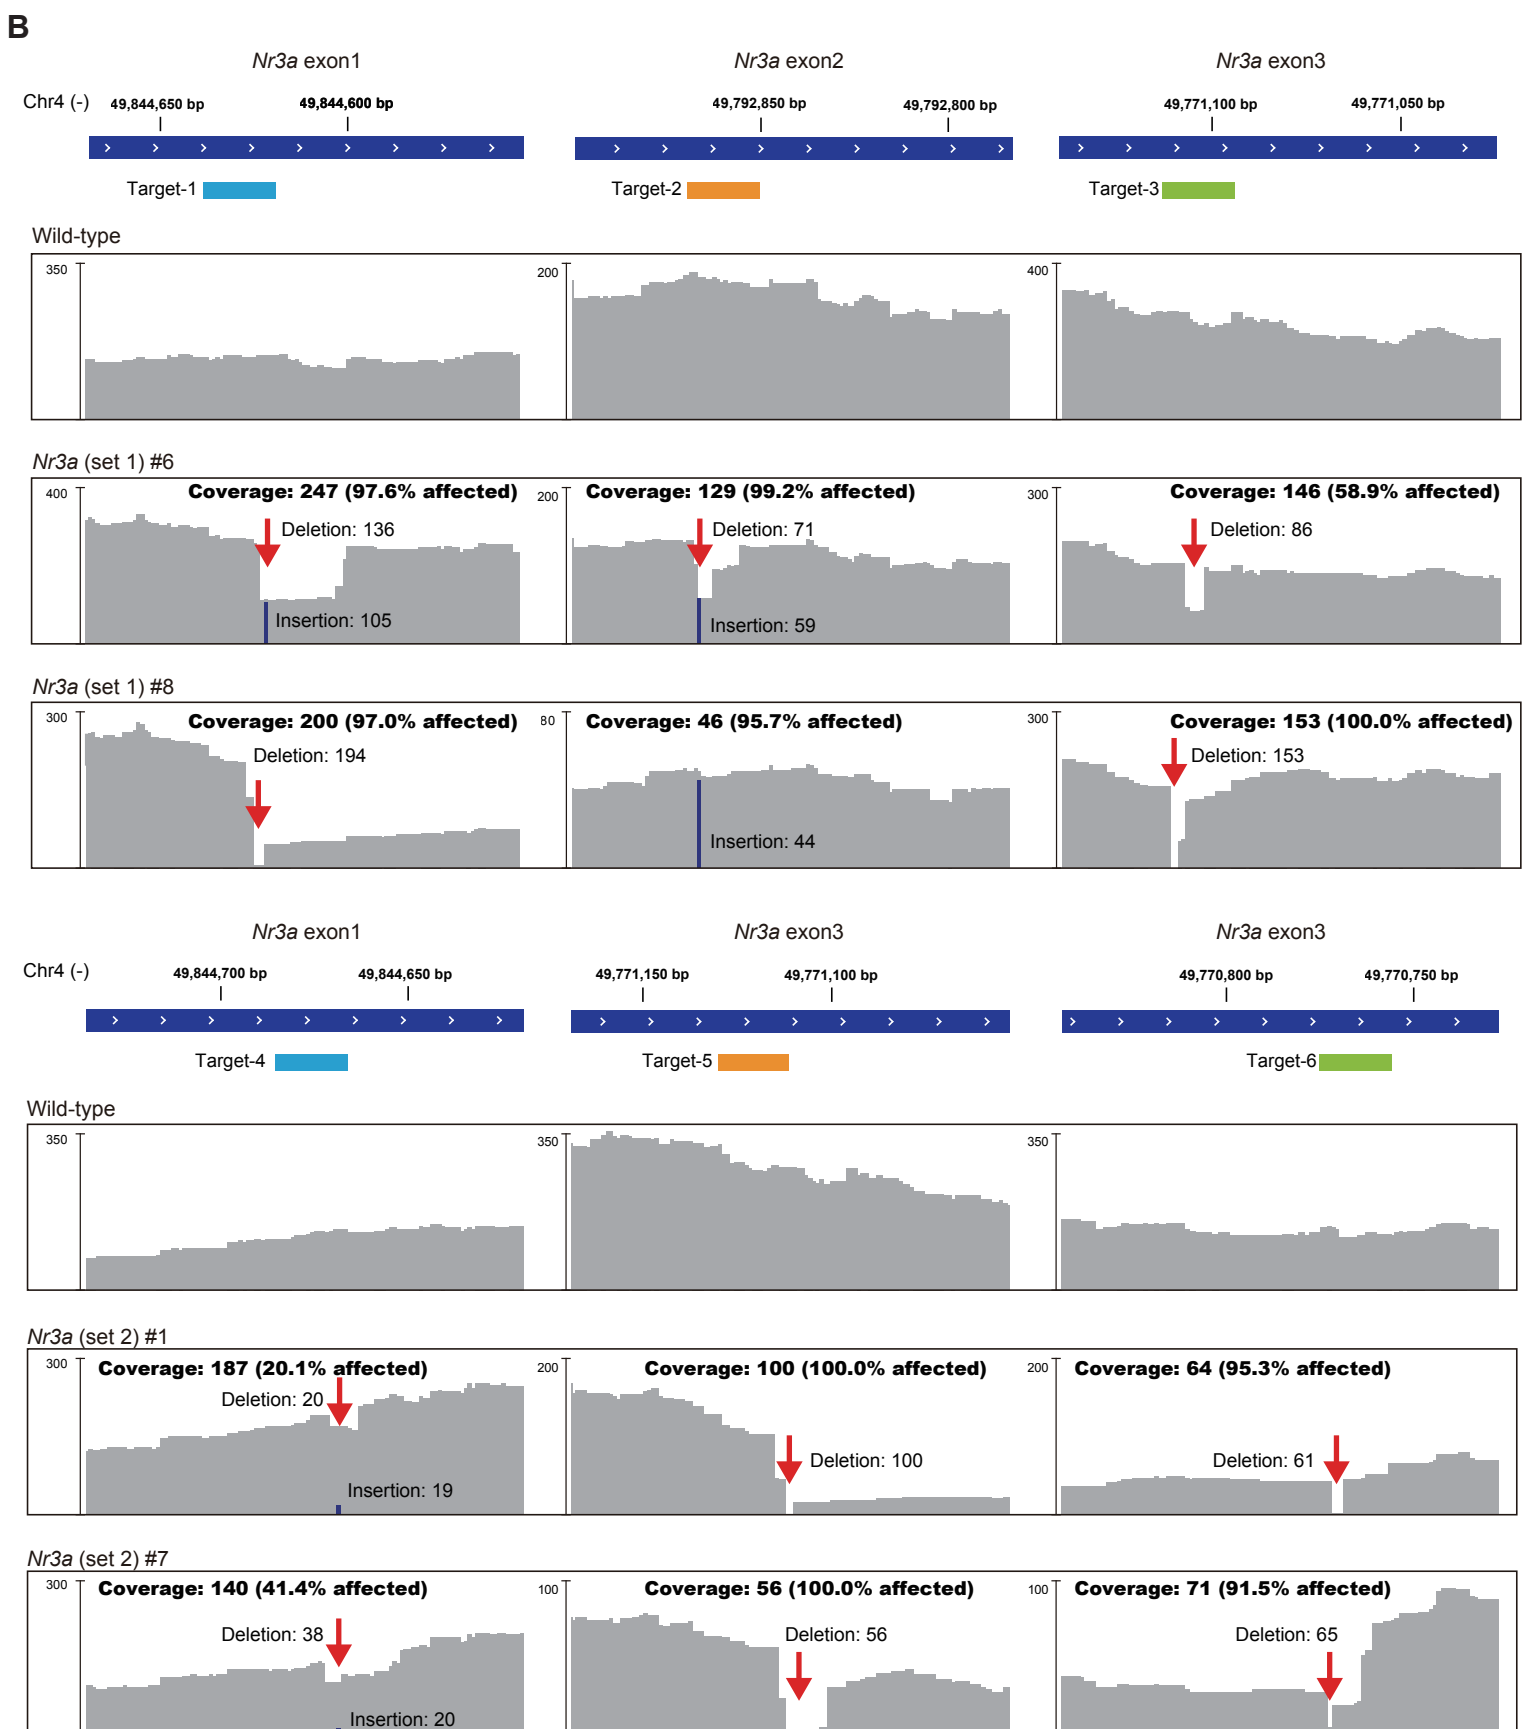 B
Nr3a exon1 Nr3a exon2 Nr3a exon3
Chr4 (-) 49,844,650 bp 49,844,600 bp 49,792,850 bp 49,792,800 bp 49,771,100 bp 49,771,050 bp
Target-1 Target-2 Target-3
Wild-type
350 200 400
Nr3a (set 1) #6
400 Coverage: 247 (97.6% affected) 200 Coverage: 129 (99.2% affected) 300 Coverage: 146 (58.9% affected)
Deletion: 136 Deletion: 71 Deletion: 86
Insertion: 105 Insertion: 59
Nr3a (set 1) #8
300 Coverage: 200 (97.0% affected) 80 Coverage: 46 (95.7% affected) 300 Coverage: 153 (100.0% affected)
Deletion: 194 Deletion: 153
Insertion: 44
Nr3a exon1 Nr3a exon3 Nr3a exon3
Chr4 (-) 49,844,700 bp 49,844,650 bp 49,771,150 bp 49,771,100 bp 49,770,800 bp 49,770,750 bp
Target-4 Target-5 Target-6
Wild-type
350 350 350
Nr3a (set 2) #1
300 Coverage: 187 (20.1% affected) 200 Coverage: 100 (100.0% affected) 200 Coverage: 64 (95.3% affected)
Deletion: 20
Deletion: 100 Deletion: 61
Insertion: 19
Nr3a (set 2) #7
300 Coverage: 140 (41.4% affected) 100 Coverage: 56 (100.0% affected) 100 Coverage: 71 (91.5% affected)
Deletion: 38 Deletion: 56 Deletion: 65
Insertion: 20